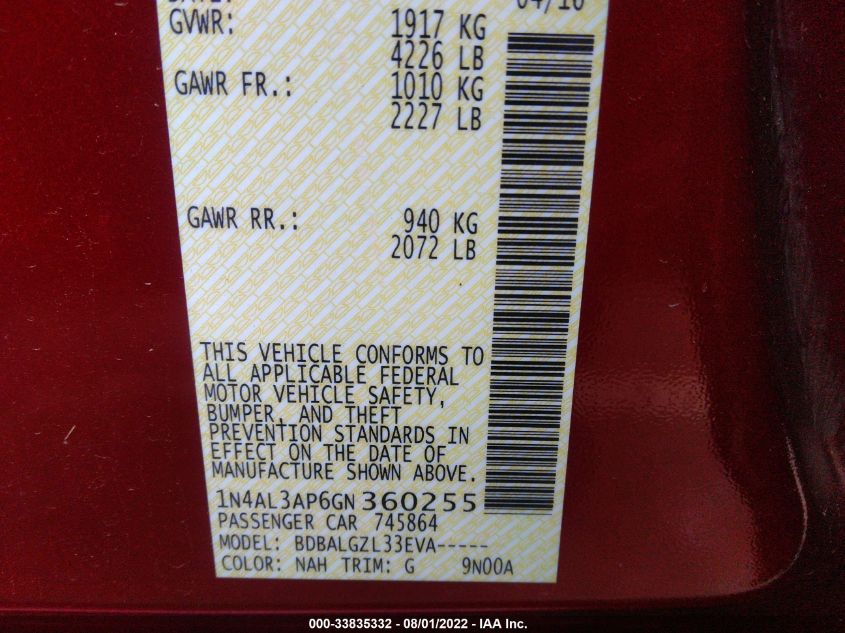 04/16
GVWR: 1917 KG
4226 LB
GAWR FR.: 1010 KG
2227 LB
GAWR RR.: 940 KG
2072 LB
THIS VEHICLE CONFORMS TO
ALL APPLICABLE FEDERAL
MOTOR VEHICLE SAFETY,
BUMPER, AND THEFT
PREVENTION STANDARDS IN
EFFECT ON THE DATE OF
MANUFACTURE SHOWN ABOVE.
1N4AL3AP6GN360255
PASSENGER CAR 745864
MODEL: BDBALGZL33EVA-----
COLOR: NAH TRIM: G 9N00A
000-33835332 - 08/01/2022 - IAA Inc.